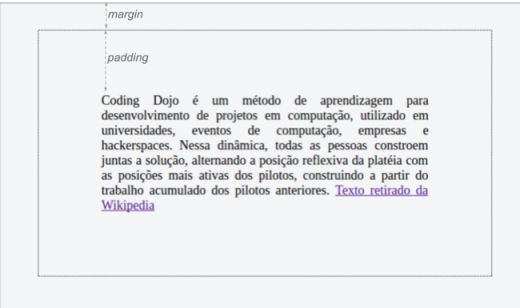 margin
padding
Coding Dojo é um método de aprendizagem para
desenvolvimento de projetos em computação, utilizado em
universidades, eventos de computação, empresas e
hackerspaces. Nessa dinâmica, todas as pessoas constroem
juntas a solução, alternando a posição reflexiva da platéia com
as posições mais ativas dos pilotos, construindo a partir do
trabalho acumulado dos pilotos anteriores. Texto retirado da
Wikipedia